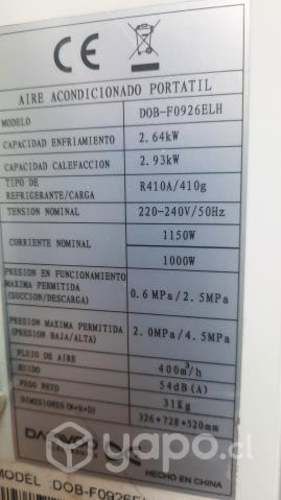 CE
AIRE ACONDICIONADO PORTATIL
MODELO DOB-F0926ELH
CAPACIDAD ENFRIAMIENTO 2.64kW
CAPACIDAD CALEFACCION 2.93kW
TIPO DE
REFRIGERANTE/CARGA R410A/410g
TENSION NOMINAL 220-240V/50Hz
CORRIENTE NOMINAL 1150W
1000W
PRESION EN FUNCIONAMIENTO
MAXIMA PERMITIDA
(SUCCION/DESCARGA) 0.6MPa/2.5MPa
PRESION MAXIMA PERMITIDA
(PRESION BAJA/ALTA) 2.0MPa/4.5MPa
FLUJO DE AIRE 400m³/h
RUIDO 54dB(A)
PESO NETO 31Kg
DIMENSIONES 326*728*520mm
yapo.cl
HECHO EN CHINA
MODEL :DOB-F0926